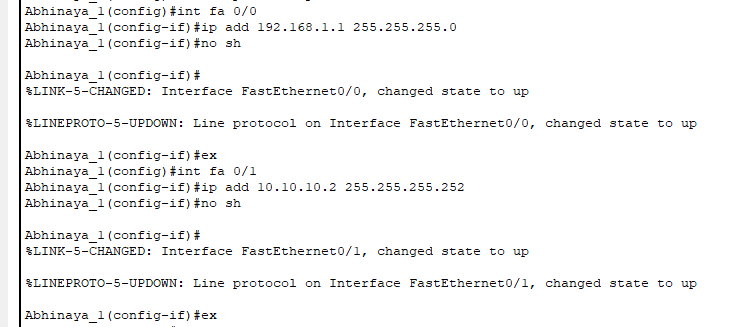 Abhinaya_1(config)#int fa 0/0
Abhinaya_1(config-if)#ip add 192.168.1.1 255.255.255.0
Abhinaya_1(config-if)#no sh
Abhinaya_1(config-if)#
%LINK-5-CHANGED: Interface FastEthernet0/0, changed state to up
%LINEPROTO-5-UPDOWN: Line protocol on Interface FastEthernet0/0, changed state to up
Abhinaya_1(config-if)#ex
Abhinaya_1(config)#int fa 0/1
Abhinaya_1(config-if)#ip add 10.10.10.2 255.255.255.252
Abhinaya_1(config-if)#no sh
Abhinaya_1(config-if)#
%LINK-5-CHANGED: Interface FastEthernet0/1, changed state to up
%LINEPROTO-5-UPDOWN: Line protocol on Interface FastEthernet0/1, changed state to up
Abhinaya_1(config-if)#ex